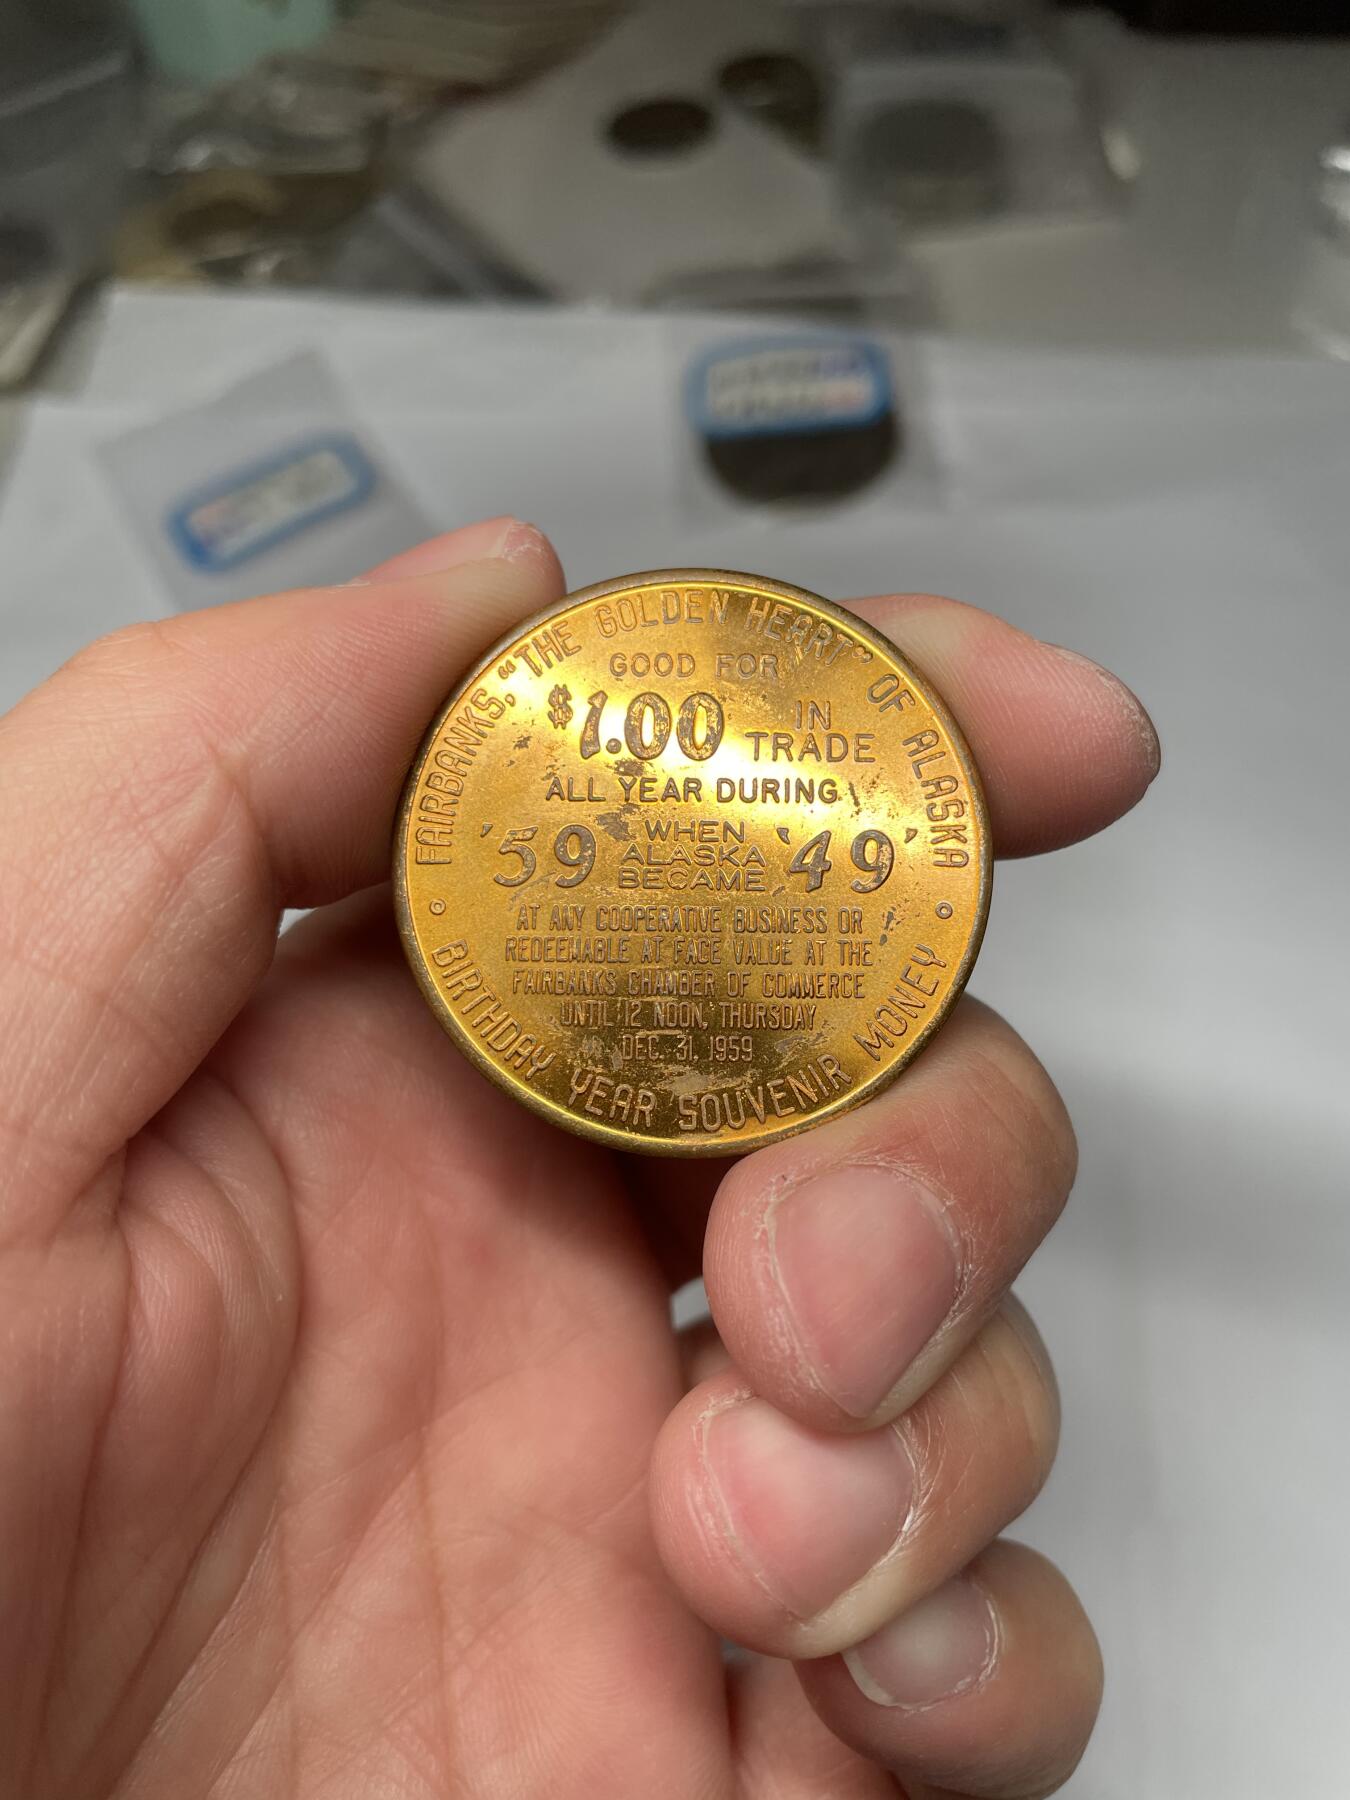 FAIRBANKS, "THE GOLDEN HEART" OF ALASKA
GOOD FOR
$1.00 IN TRADE
ALL YEAR DURING
'59 WHEN ALASKA BECAME '49'
AT ANY COOPERATIVE BUSINESS OR
REDEEMABLE AT FACE VALUE AT THE
FAIRBANKS CHAMBER OF COMMERCE
UNTIL 12 NOON, THURSDAY
DEC. 31, 1959
BIRTHDAY YEAR SOUVENIR MONEY